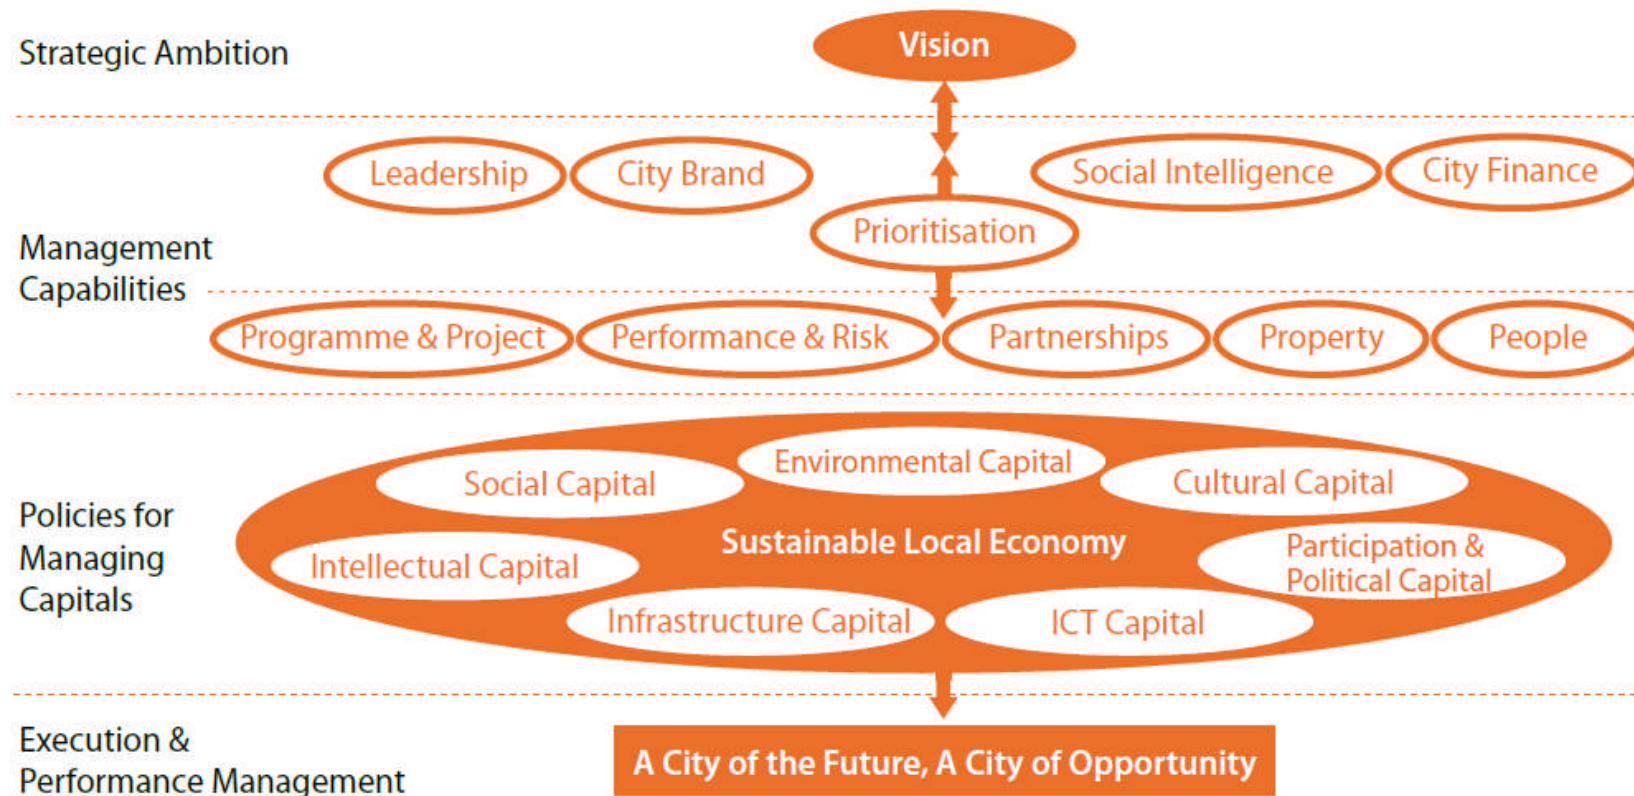 Strategic Ambition
Vision
Leadership
City Brand
Social Intelligence
City Finance
Prioritisation
Management
Capabilities
Programme & Project
Performance & Risk
Partnerships
Property
People
Policies for
Managing
Capitals
Social Capital
Environmental Capital
Cultural Capital
Sustainable Local Economy
Intellectual Capital
Participation &
Political Capital
Infrastructure Capital
ICT Capital
Execution &
Performance Management
A City of the Future, A City of Opportunity